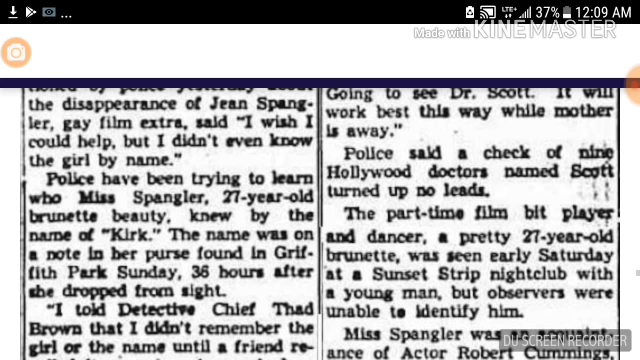 ...
LTE+
37%
12:09 AM
Made with KINEMASTER
the disappearance of Jean Spang-
ler, gay film extra, said "I wish I
could help, but I didn't even know
the girl by name."
Police have been trying to learn
who Miss Spangler, 27-year-old
brunette beauty, knew by the
name of "Kirk." The name was on
a note in her purse found in Grif-
fith Park Sunday, 36 hours after
she dropped from sight.
"I told Detective Chief Thad
Brown that I didn't remember the
girl or the name until a friend re-
Going to see Dr. Scott. It will
work best this way while mother
is away."
Police said a check of nine
Hollywood doctors named Scott
turned up no leads.
The part-time film bit player
and dancer, a pretty 27-year-old
brunette, was seen early Saturday
at a Sunset Strip nightclub with
a young man, but observers were
unable to identify him.
Miss Spangler was
ance of Actor Robert Cummings,
DU SCREEN RECORDER